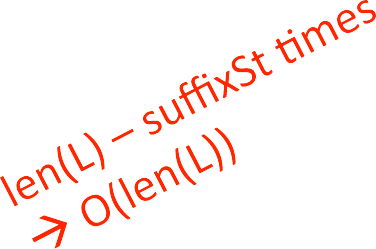 len(L) – suffixSt times
→ O(len(L))